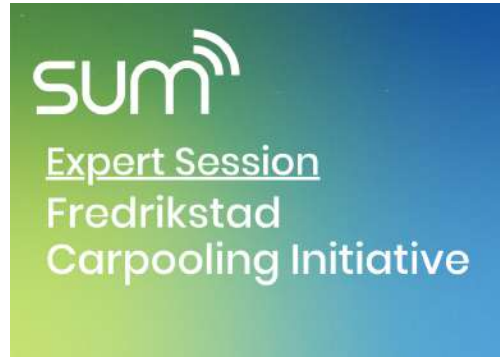 sum
Expert Session
Fredrikstad
Carpooling Initiative